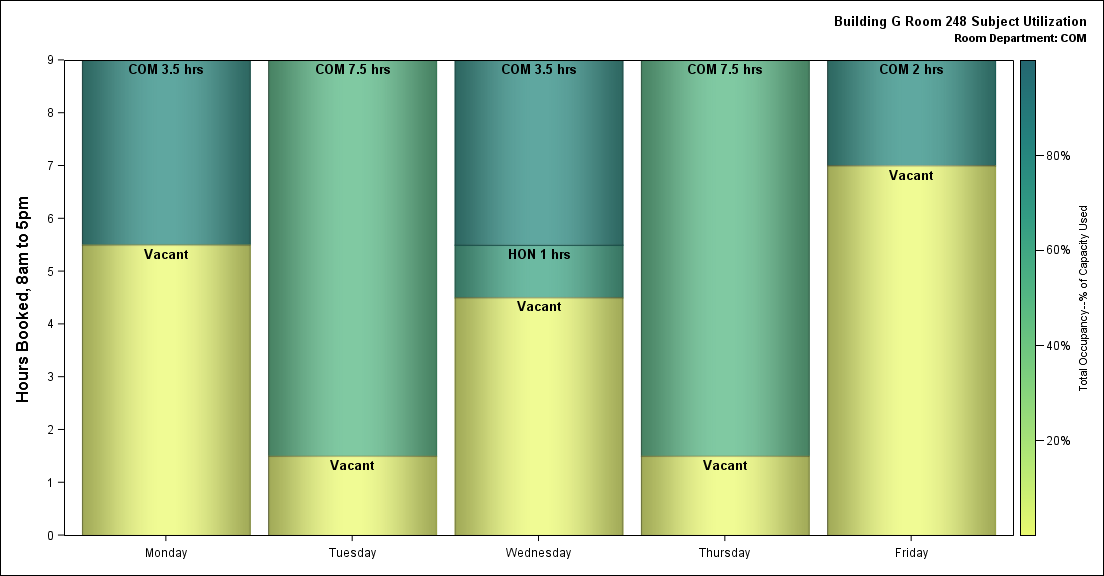 Building G Room 248 Subject Utilization
Room Department: COM
Hours Booked, 8am to 5pm
9
8
7
6
5
4
3
2
1
0
COM 3.5 hrs
Vacant
COM 7.5 hrs
Vacant
COM 3.5 hrs
HON 1 hrs
Vacant
COM 7.5 hrs
Vacant
COM 2 hrs
Vacant
Monday
Tuesday
Wednesday
Thursday
Friday
80%
60%
40%
20%
Total Occupancy--% of Capacity Used